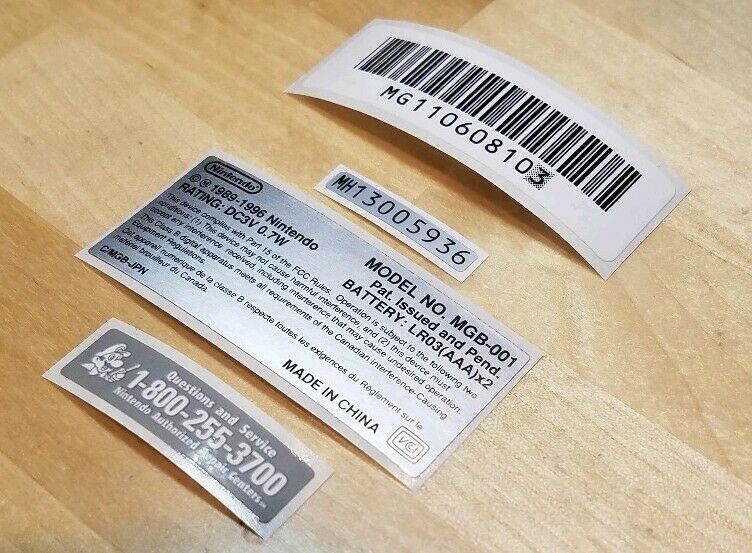 MG110608103
MH13005936
Nintendo
©® 1989-1996 Nintendo
RATING: DC3V 0.7W
MODEL NO. MGB-001
Pat. Issued and Pend.
BATTERY: LR03(AAA)x2
This device complies with Part 15 of the FCC Rules. Operation is subject to the following two
conditions: (1) This device may not cause harmful interference, and (2) this device must
accept any interference received, including interference that may cause undesired operation.
This Class B digital apparatus meets all requirements of the Canadian Interference-Causing
Equipment Regulations.
Cet appareil numerique de la classe B respecte toutes les exigences du Règlement sur le
matériel brouilleur du Canada.
C/MGB-JPN
MADE IN CHINA
VCI
Questions and Service
1-800-255-3700
Nintendo Authorized Repair Centers